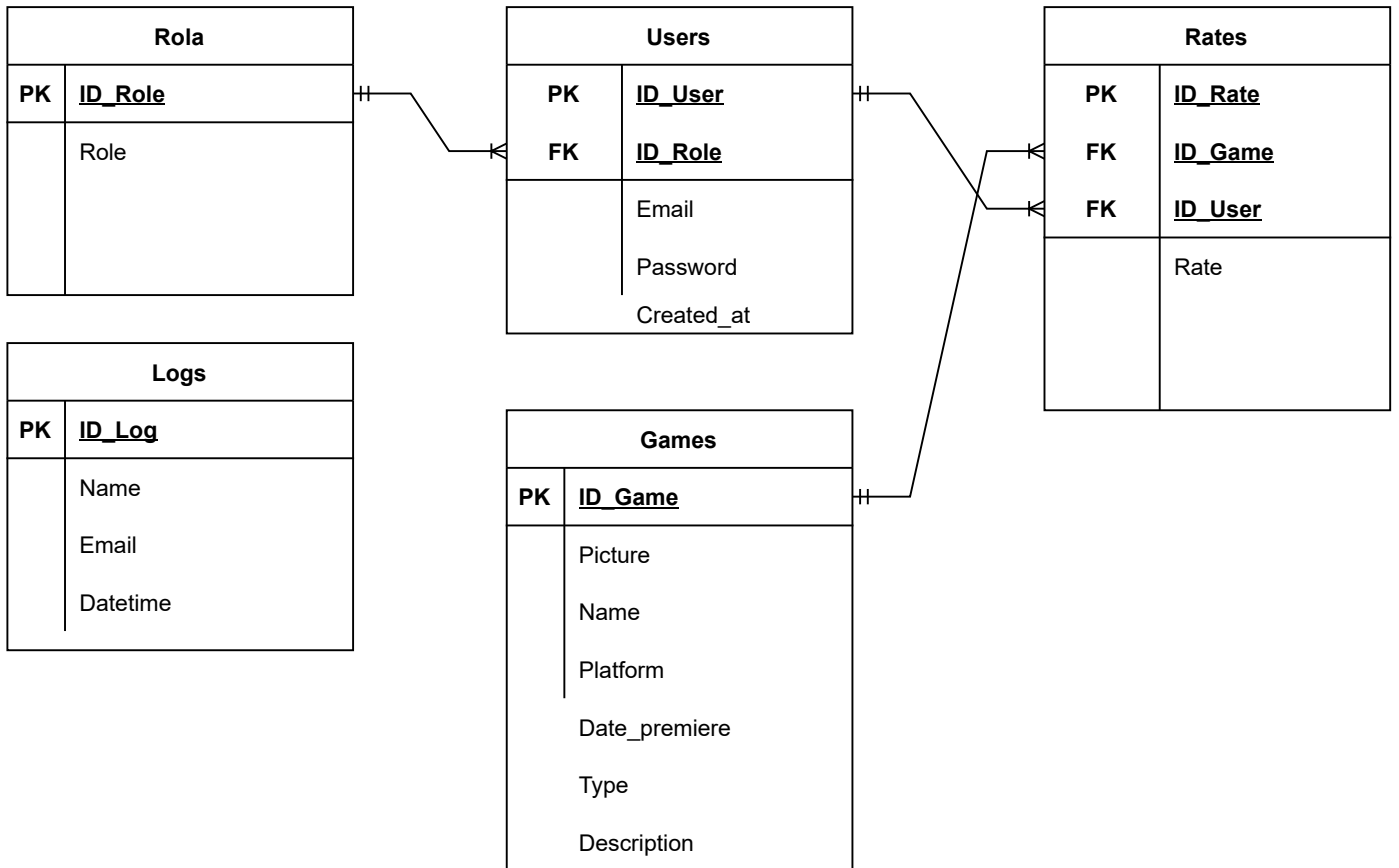 Rola
PK ID_Role
Role
Users
PK ID_User
FK ID_Role
Email
Password
Created_at
Rates
PK ID_Rate
FK ID_Game
FK ID_User
Rate
Logs
PK ID_Log
Name
Email
Datetime
Games
PK ID_Game
Picture
Name
Platform
Date_premiere
Type
Description